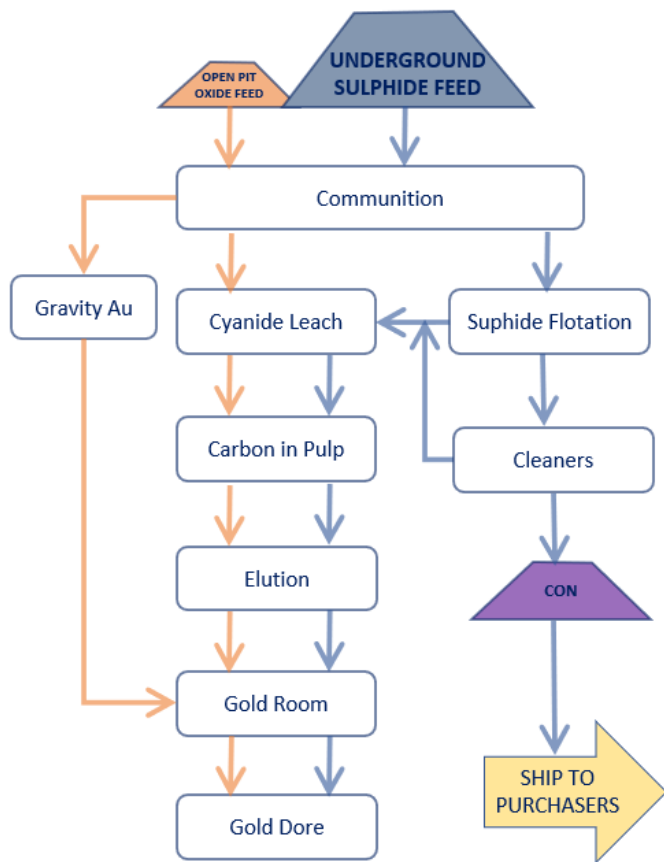 OPEN PIT
OXIDE FEED
UNDERGROUND
SULPHIDE FEED
Communition
Gravity Au
Cyanide Leach
Suphide Flotation
Carbon in Pulp
Cleaners
Elution
CON
Gold Room
SHIP TO
PURCHASERS
Gold Dore